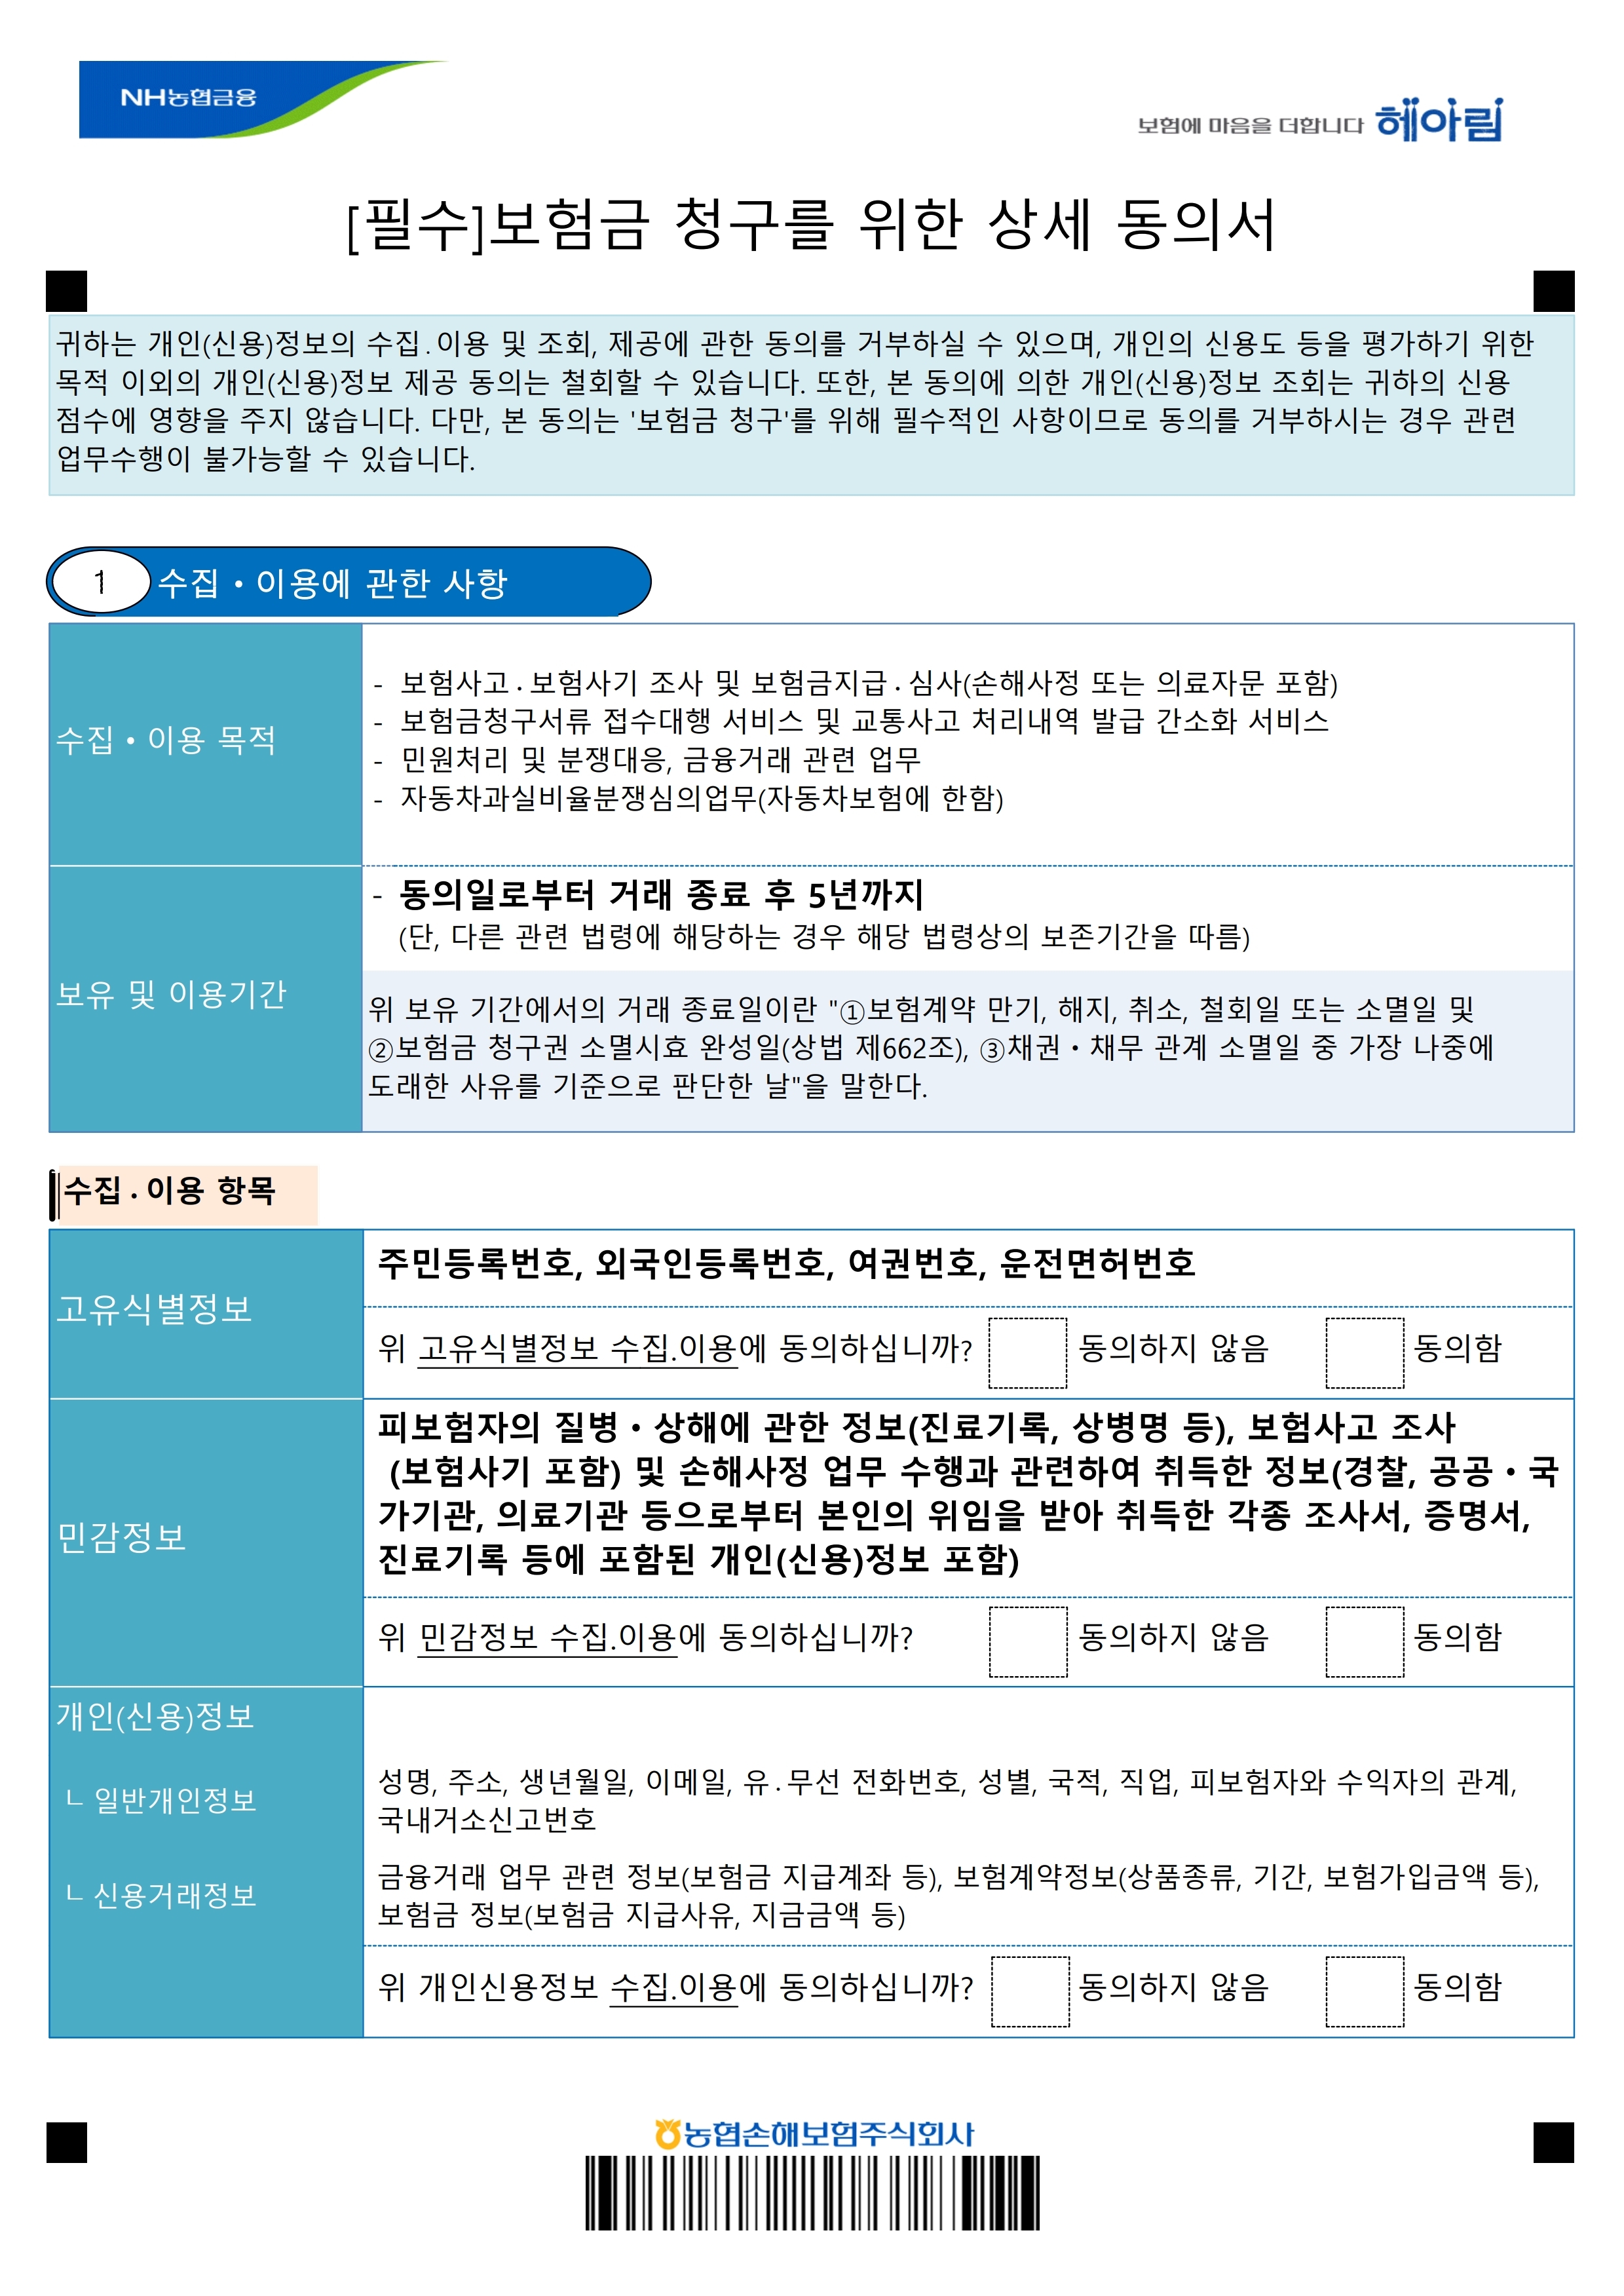 NH농협금융
보험에 마음을 더합니다 헤아림
[필수]보험금 청구를 위한 상세 동의서
귀하는 개인(신용)정보의 수집․이용 및 조회, 제공에 관한 동의를 거부하실 수 있으며, 개인의 신용도 등을 평가하기 위한
목적 이외의 개인(신용)정보 제공 동의는 철회할 수 있습니다. 또한, 본 동의에 의한 개인(신용)정보 조회는 귀하의 신용
점수에 영향을 주지 않습니다. 다만, 본 동의는 '보험금 청구'를 위해 필수적인 사항이므로 동의를 거부하시는 경우 관련
업무수행이 불가능할 수 있습니다.
1 수집・이용에 관한 사항
수집・이용 목적
- 보험사고․보험사기 조사 및 보험금지급․심사(손해사정 또는 의료자문 포함)
- 보험금청구서류 접수대행 서비스 및 교통사고 처리내역 발급 간소화 서비스
- 민원처리 및 분쟁대응, 금융거래 관련 업무
- 자동차과실비율분쟁심의업무(자동차보험에 한함)
보유 및 이용기간
- 동의일로부터 거래 종료 후 5년까지
(단, 다른 관련 법령에 해당하는 경우 해당 법령상의 보존기간을 따름)
위 보유 기간에서의 거래 종료일이란 "①보험계약 만기, 해지, 취소, 철회일 또는 소멸일 및
②보험금 청구권 소멸시효 완성일(상법 제662조), ③채권・채무 관계 소멸일 중 가장 나중에
도래한 사유를 기준으로 판단한 날"을 말한다.
수집․이용 항목
고유식별정보
주민등록번호, 외국인등록번호, 여권번호, 운전면허번호
위 고유식별정보 수집.이용에 동의하십니까? 동의하지 않음 동의함
민감정보
피보험자의 질병・상해에 관한 정보(진료기록, 상병명 등), 보험사고 조사
(보험사기 포함) 및 손해사정 업무 수행과 관련하여 취득한 정보(경찰, 공공・국
가기관, 의료기관 등으로부터 본인의 위임을 받아 취득한 각종 조사서, 증명서,
진료기록 등에 포함된 개인(신용)정보 포함)
위 민감정보 수집.이용에 동의하십니까? 동의하지 않음 동의함
개인(신용)정보
ㄴ 일반개인정보
성명, 주소, 생년월일, 이메일, 유․무선 전화번호, 성별, 국적, 직업, 피보험자와 수익자의 관계,
국내거소신고번호
ㄴ 신용거래정보
금융거래 업무 관련 정보(보험금 지급계좌 등), 보험계약정보(상품종류, 기간, 보험가입금액 등),
보험금 정보(보험금 지급사유, 지금금액 등)
위 개인신용정보 수집.이용에 동의하십니까? 동의하지 않음 동의함
농협손해보험주식회사